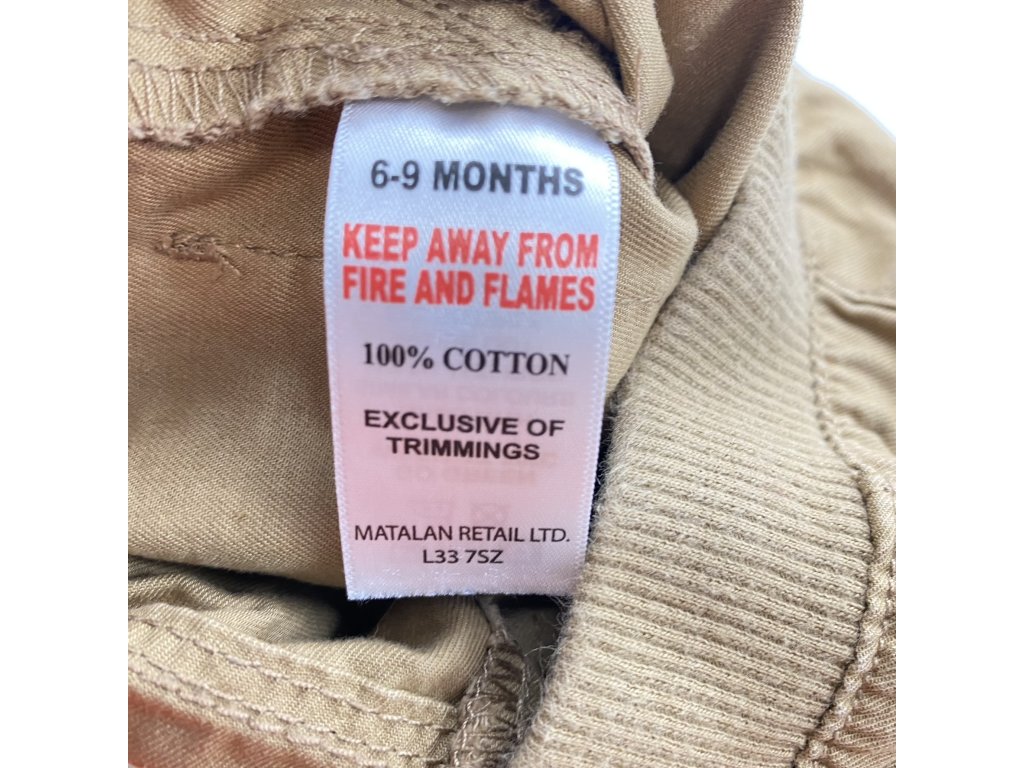 6-9 MONTHS
KEEP AWAY FROM
FIRE AND FLAMES
100% COTTON
EXCLUSIVE OF
TRIMMINGS
MATALAN RETAIL LTD.
L33 7SZ